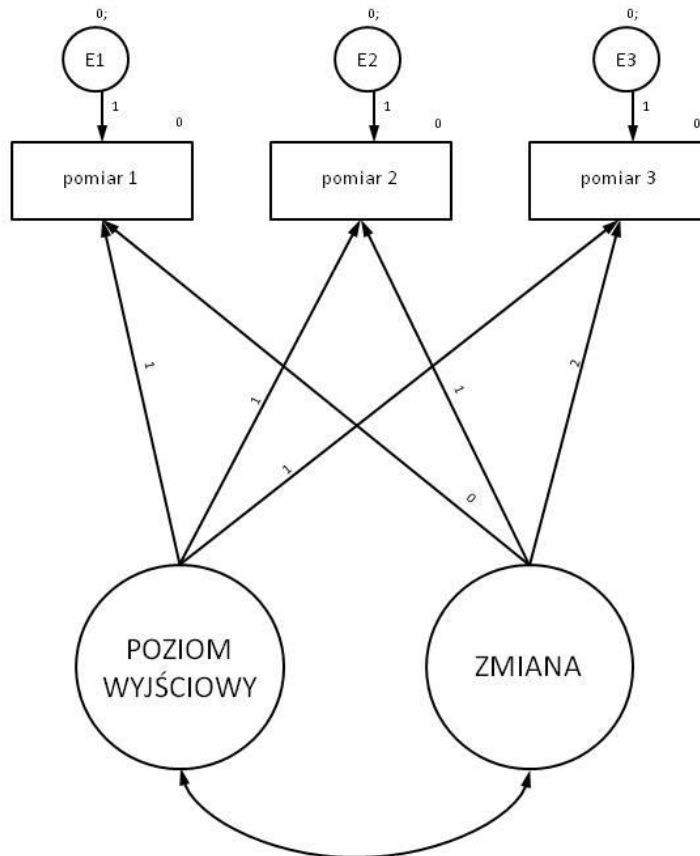 0; 0; 0;
E1 E2 E3
1 1 1
0 0 0
pomiar 1 pomiar 2 pomiar 3
1 1 1 2
1 0
POZIOM
WYJŚCIOWY
ZMIANA